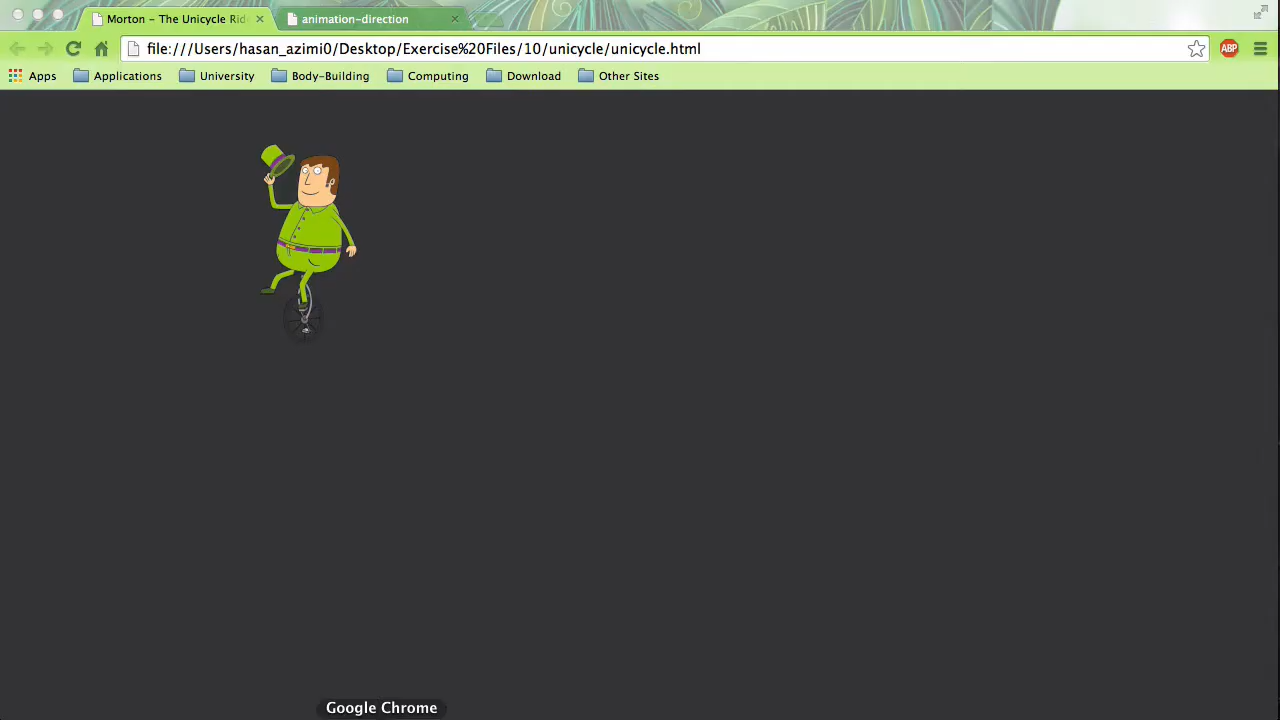 Morton – The Unicycle Rid
animation-direction
file:///Users/hasan_azimi0/Desktop/Exercise%20Files/10/unicycle/unicycle.html
ABP
Apps Applications University Body-Building Computing Download Other Sites
Google Chrome